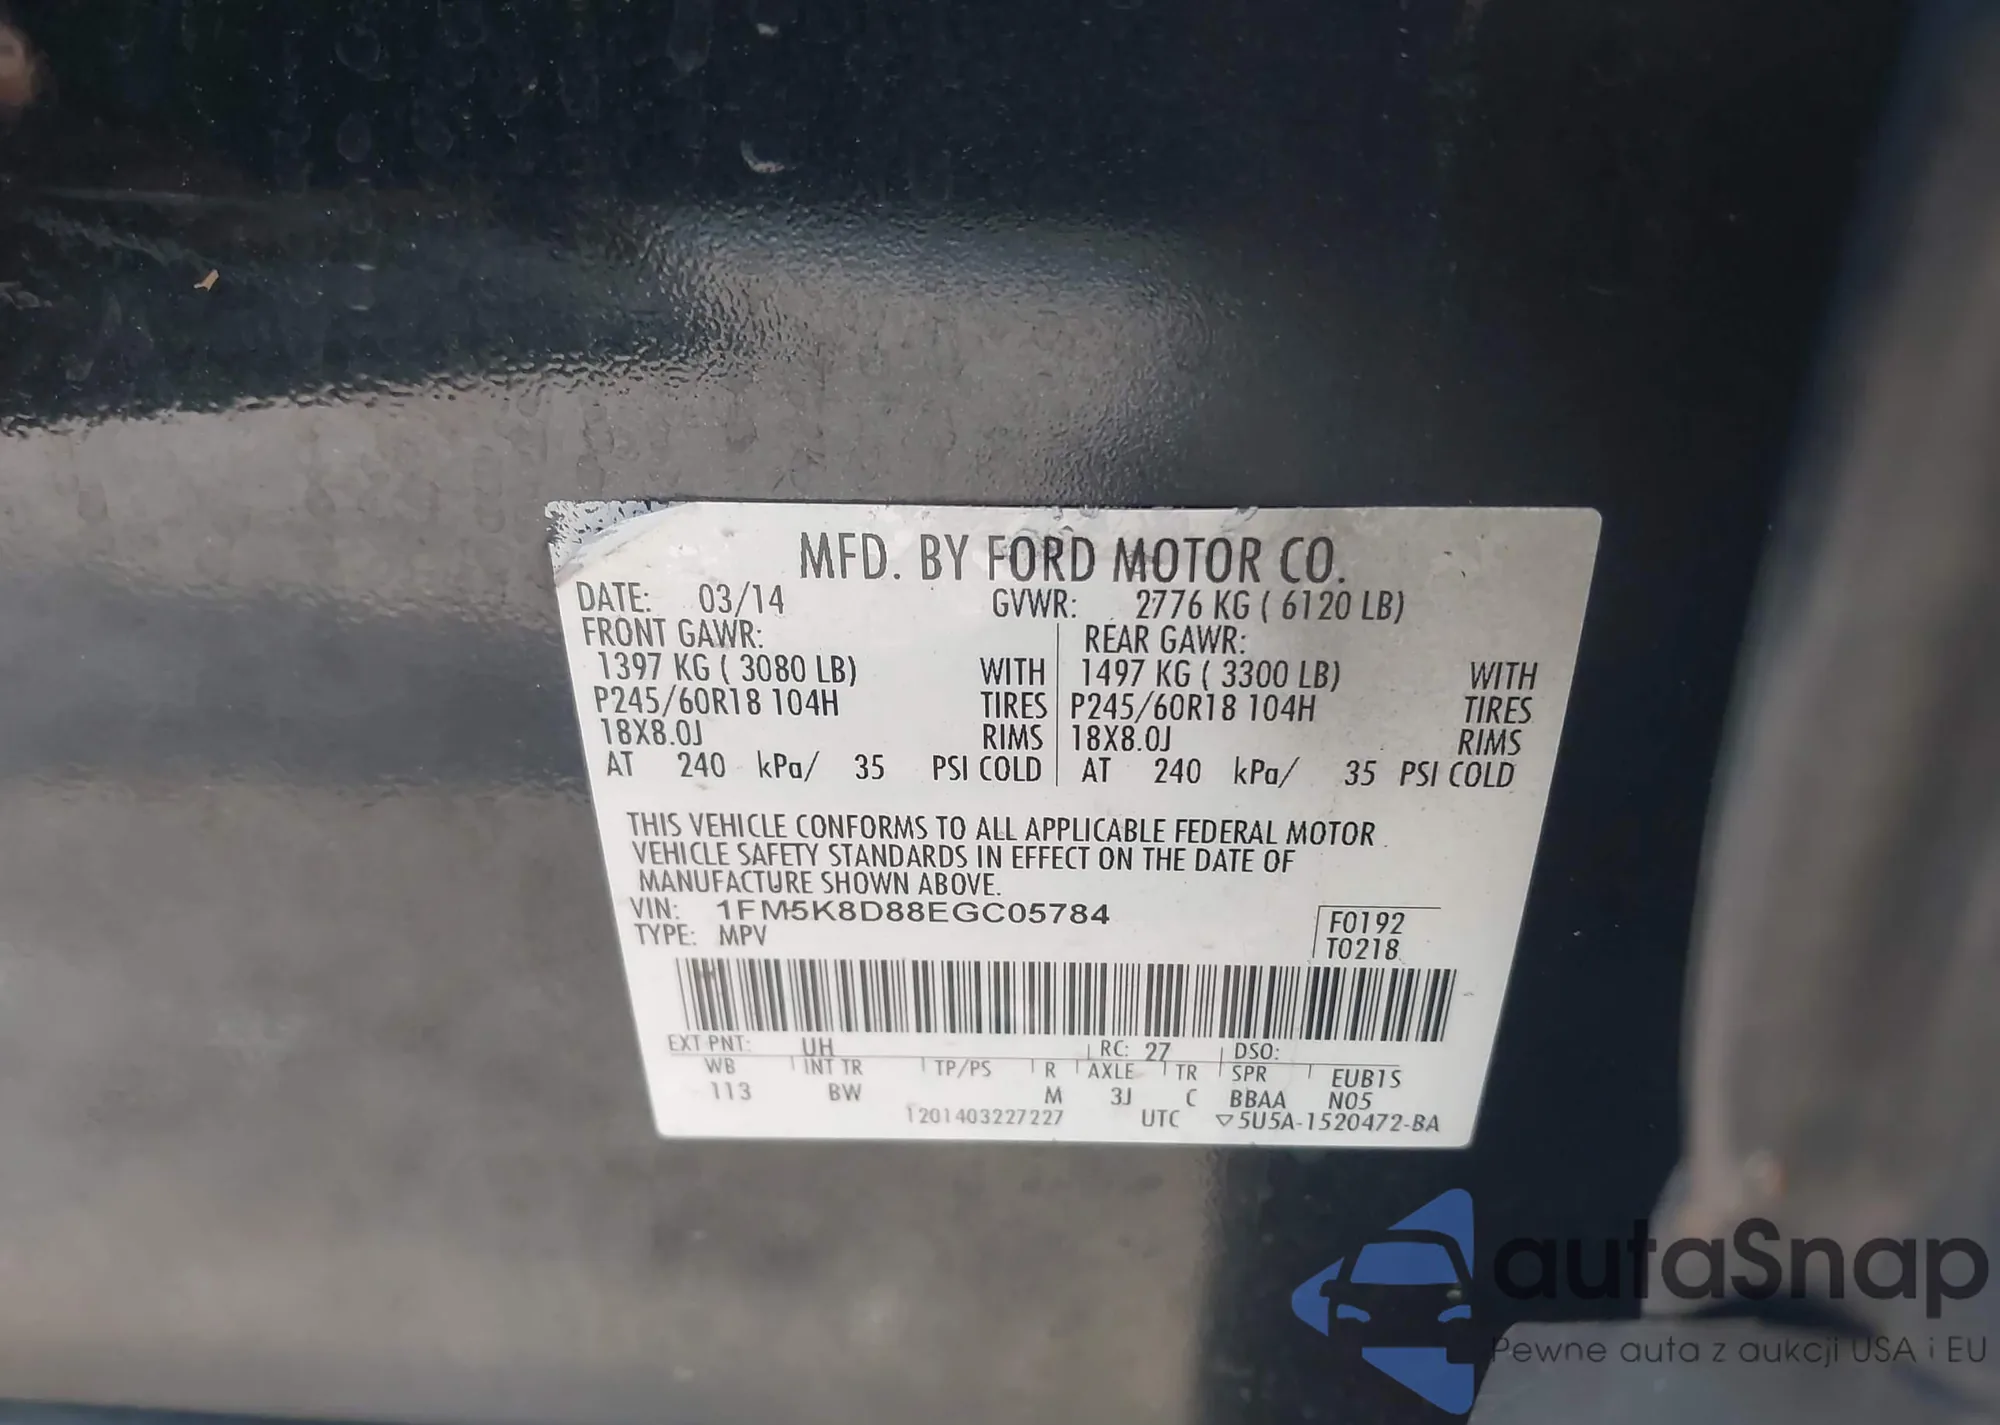 MFD. BY FORD MOTOR CO.
DATE: 03/14 GVWR: 2776 KG ( 6120 LB)
FRONT GAWR: REAR GAWR:
1397 KG ( 3080 LB) WITH 1497 KG ( 3300 LB) WITH
P245/60R18 104H TIRES P245/60R18 104H TIRES
18X8.0J RIMS 18X8.0J RIMS
AT 240 kPa/ 35 PSI COLD AT 240 kPa/ 35 PSI COLD
THIS VEHICLE CONFORMS TO ALL APPLICABLE FEDERAL MOTOR
VEHICLE SAFETY STANDARDS IN EFFECT ON THE DATE OF
MANUFACTURE SHOWN ABOVE.
VIN: 1FM5K8D88EGC05784 F0192
TYPE: MPV T0218
EXT PNT: UH RC: 27 DSO:
WB INT TR TP/PS R AXLE TR SPR EUB1S
113 BW M 3J C BBAA N05
1201403227227 UTC ▽5U5A-1520472-BA
autaSnap
Pewne auta z aukcji USA i EU